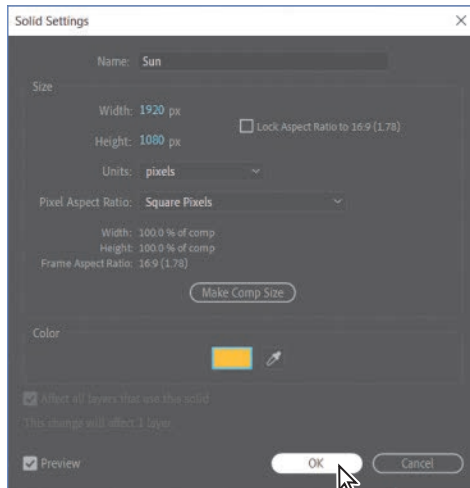 Solid Settings
Name: Sun
Size
Width: 1920 px
Lock Aspect Ratio to 16:9 (1.78)
Height: 1080 px
Units: pixels
Pixel Aspect Ratio: Square Pixels
Width: 100.0 % of comp
Height: 100.0 % of comp
Frame Aspect Ratio: 16:9 (1.78)
Make Comp Size
Color
Affect all layers that use this solid
This change will affect 1 layer.
Preview
OK
Cancel